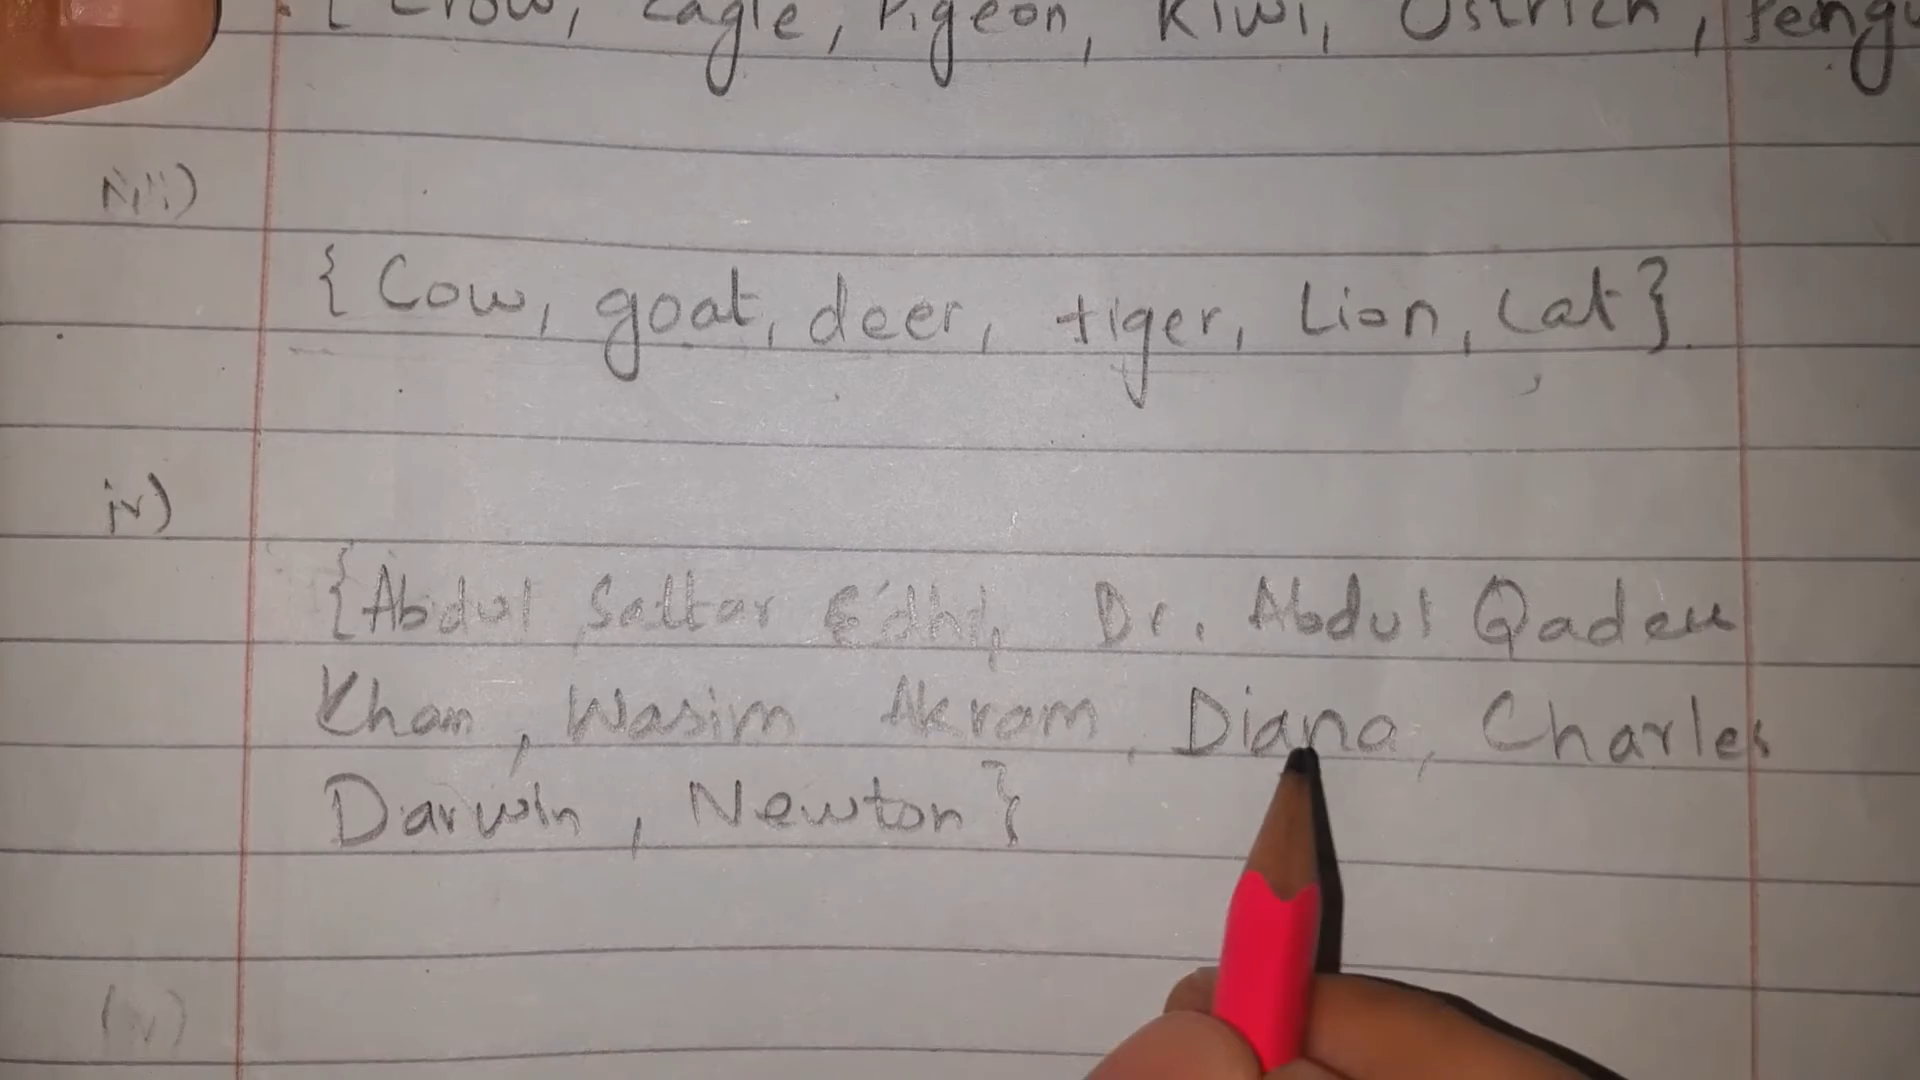 { Crow, Eagle, Pigeon, Kiwi, Ostrich, Pengu
iii)
{ Cow, goat, deer, tiger, Lion, Cat}
iv)
{Abdul Sattar Edhi, Dr. Abdul Qadeer
Khan, Wasim Akram, Diana, Charles
Darwin, Newton}
(v)